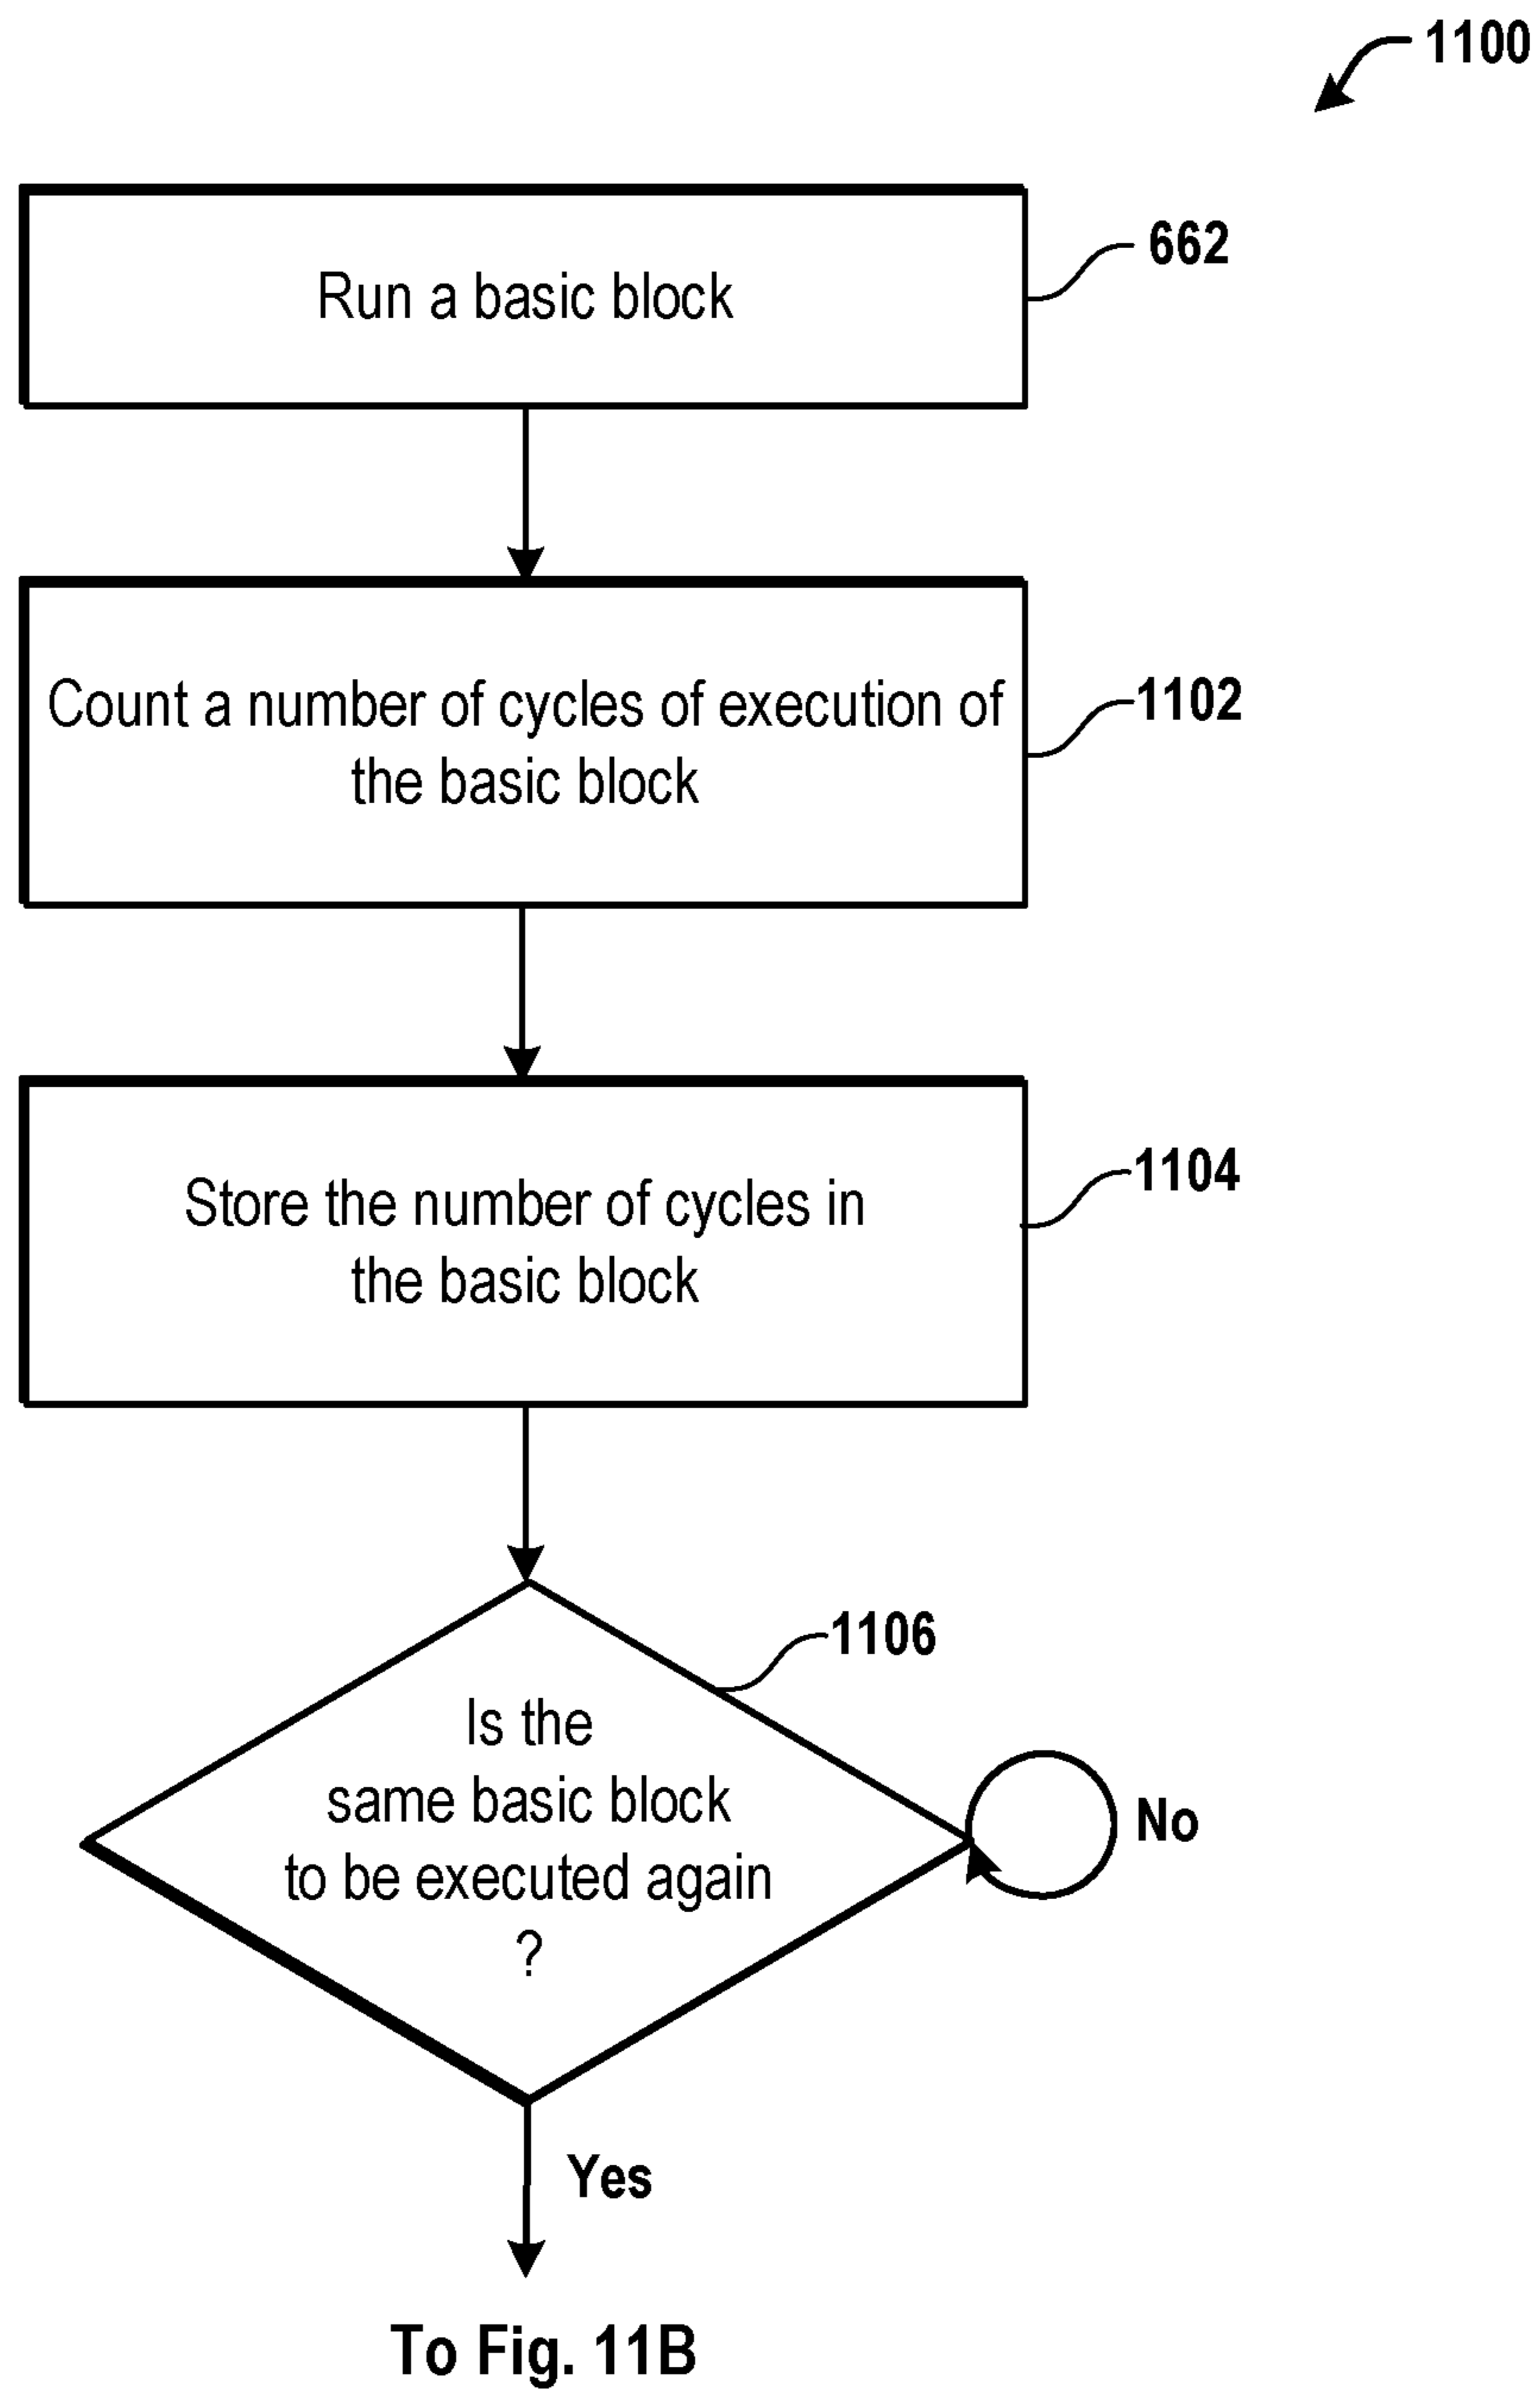 1100
662
Run a basic block
1102
Count a number of cycles of execution of
the basic block
1104
Store the number of cycles in
the basic block
1106
Is the
same basic block
to be executed again
?
No
Yes
To Fig. 11B